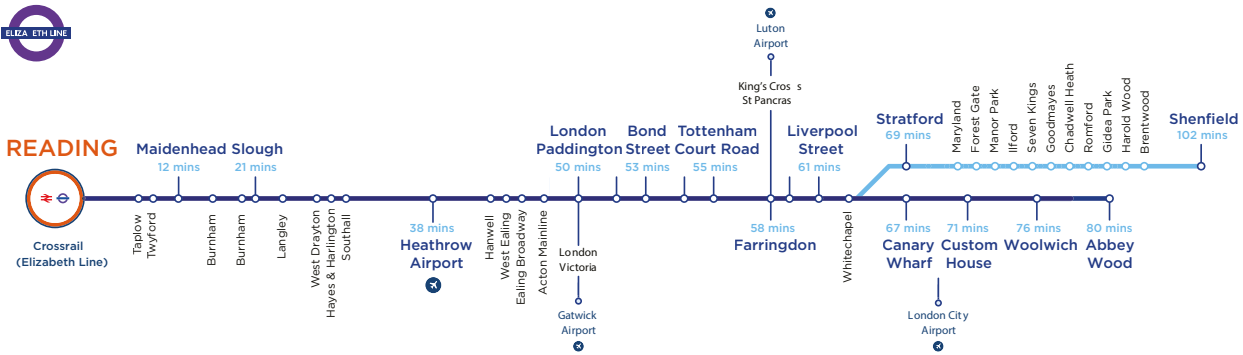 ELIZA ETH LINE
READING
Crossrail
(Elizabeth Line)
Taplow
Twyford
Maidenhead
12 mins
Burnham
Burnham
Slough
21 mins
Langley
West Drayton
Hayes & Harlington
Southall
38 mins
Heathrow
Airport
Hanwell
West Ealing
Ealing Broadway
Acton Mainline
London
Paddington
50 mins
London
Victoria
Gatwick
Airport
Bond
Street
53 mins
Tottenham
Court Road
55 mins
Luton
Airport
King's Cros s
St Pancras
58 mins
Farringdon
Liverpool
Street
61 mins
Whitechapel
Stratford
69 mins
Maryland
Forest Gate
Manor Park
Ilford
Seven Kings
Goodmayes
Chadwell Heath
Romford
Gidea Park
Harold Wood
Brentwood
Shenfield
102 mins
67 mins
Canary
Wharf
71 mins
Custom
House
London City
Airport
76 mins
Woolwich
80 mins
Abbey
Wood